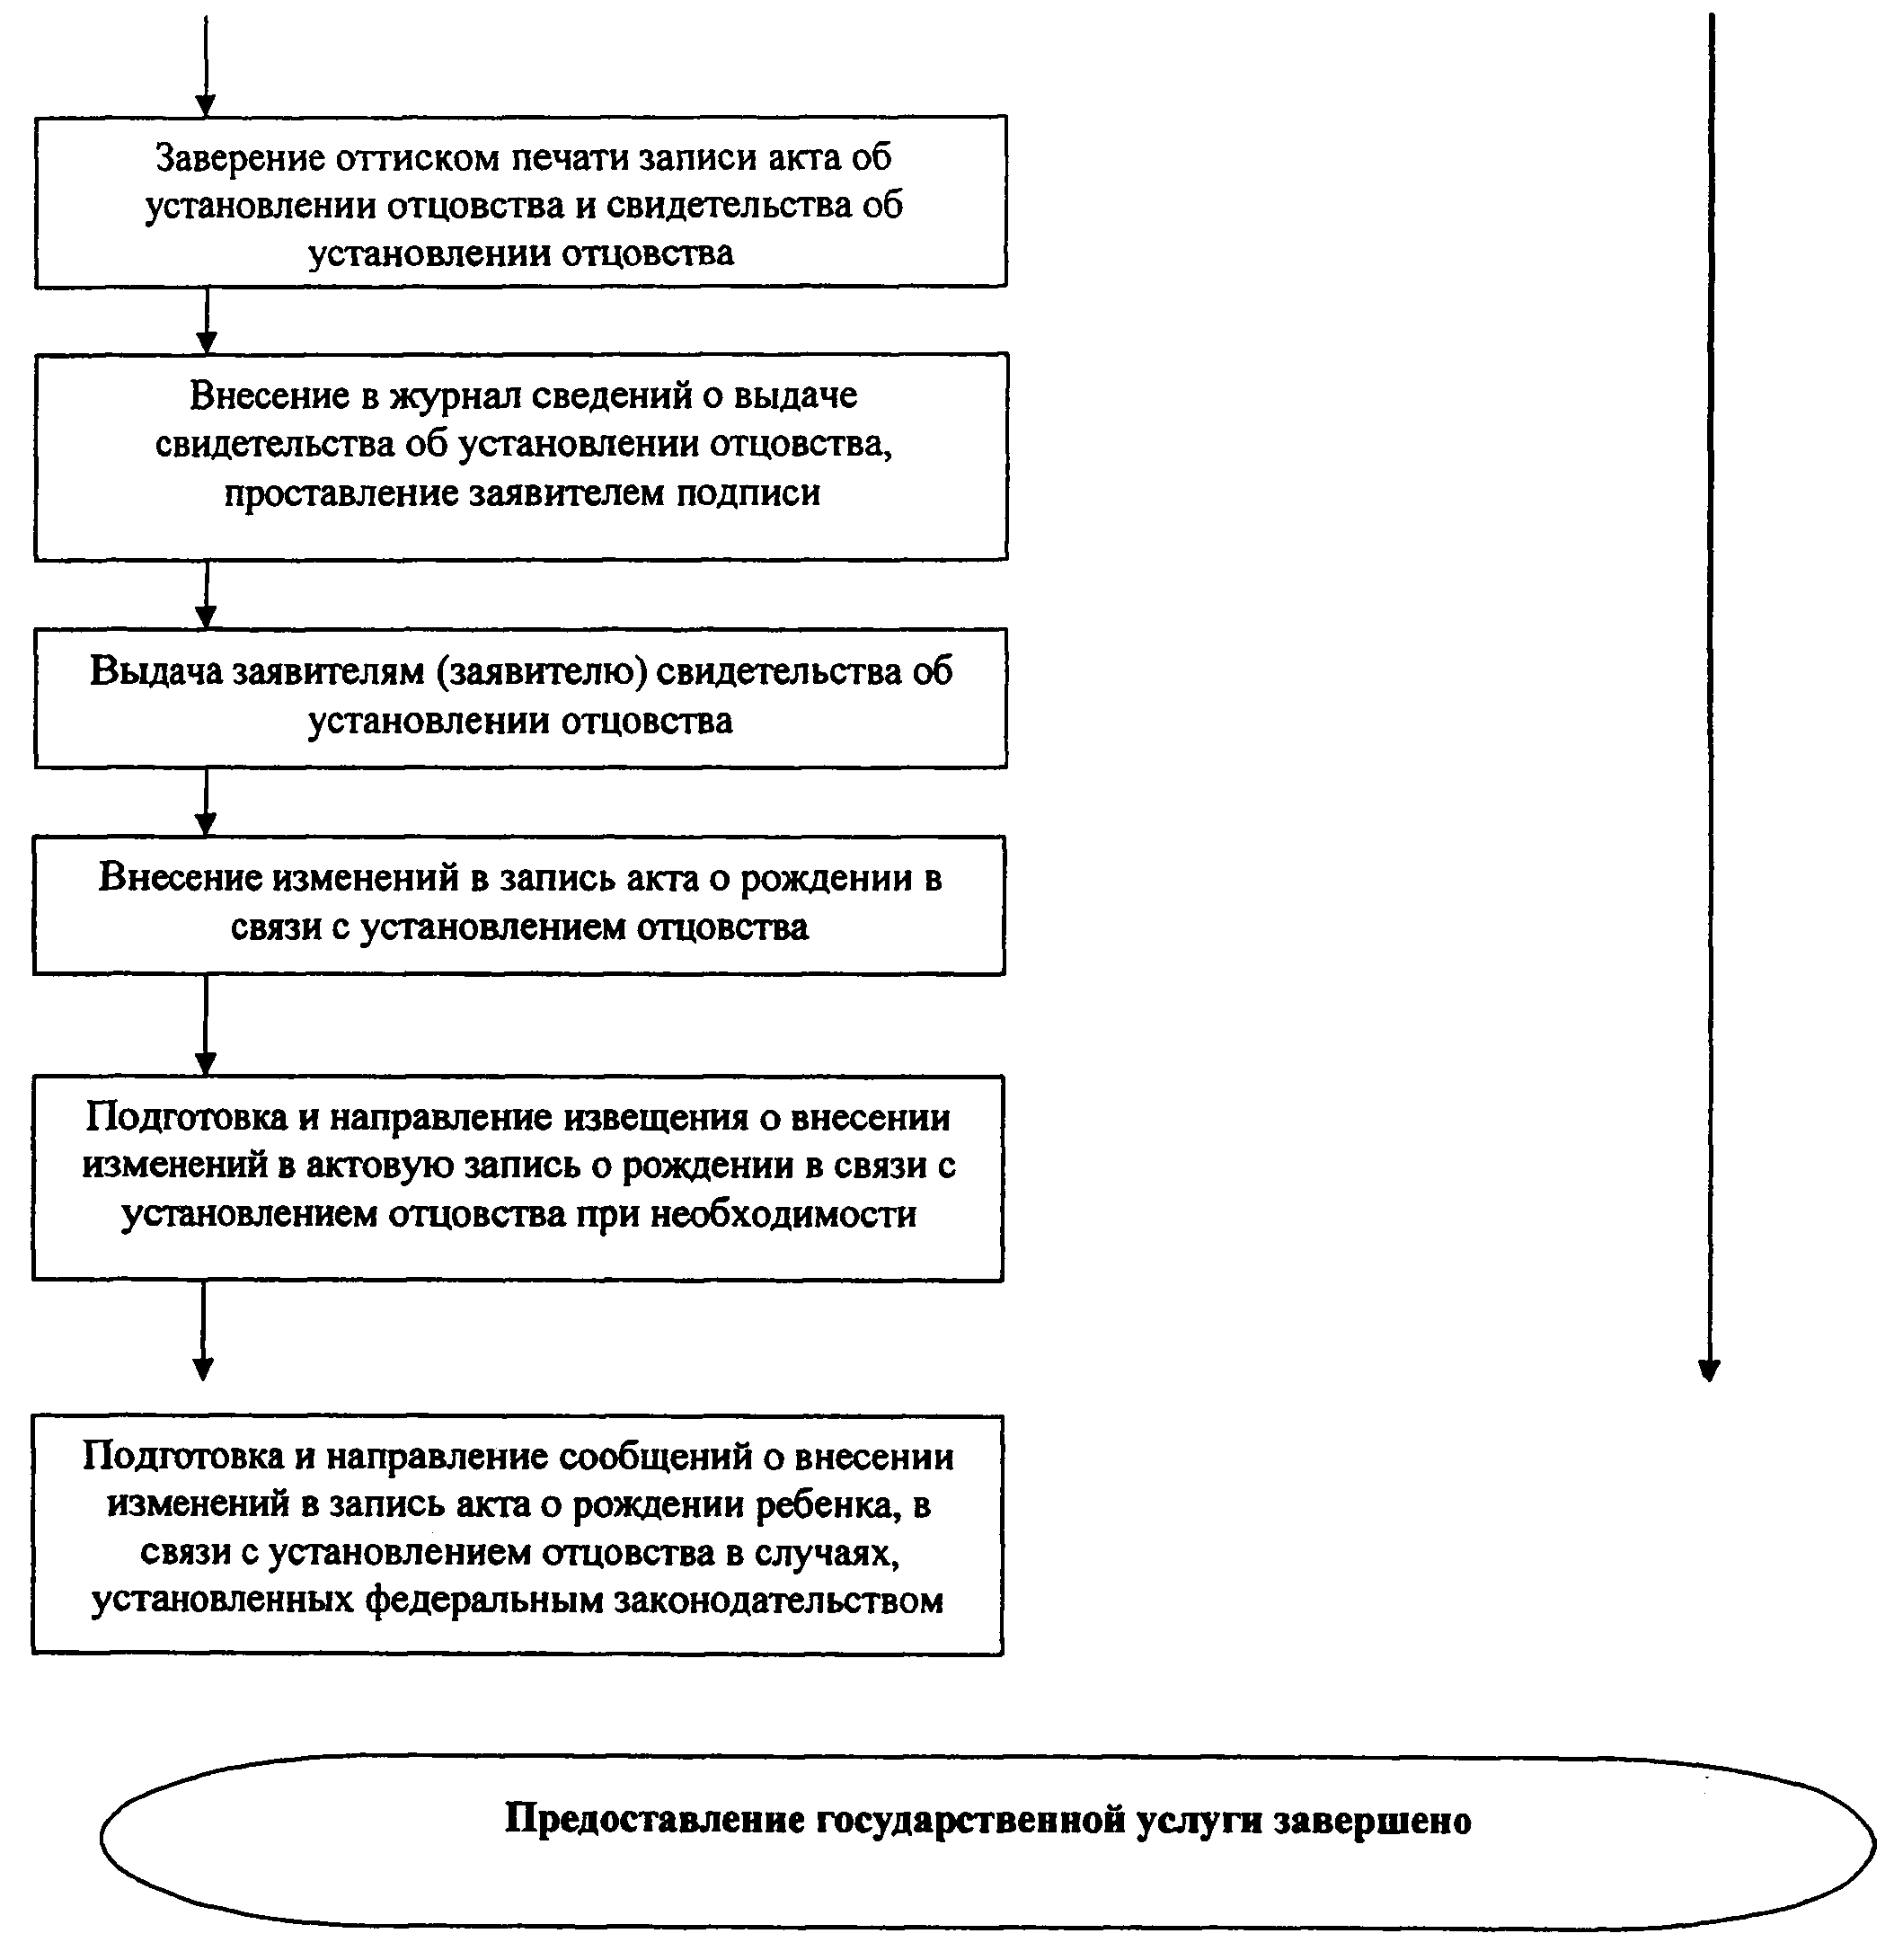 Заверение оттиском печати записи акта об
установлении отцовства и свидетельства об
установлении отцовства
Внесение в журнал сведений о выдаче
свидетельства об установлении отцовства,
проставление заявителем подписи
Выдача заявителям (заявителю) свидетельства об
установлении отцовства
Внесение изменений в запись акта о рождении в
связи с установлением отцовства
Подготовка и направление извещения о внесении
изменений в актовую запись о рождении в связи с
установлением отцовства при необходимости
Подготовка и направление сообщений о внесении
изменений в запись акта о рождении ребенка, в
связи с установлением отцовства в случаях,
установленных федеральным законодательством
Предоставление государственной услуги завершено